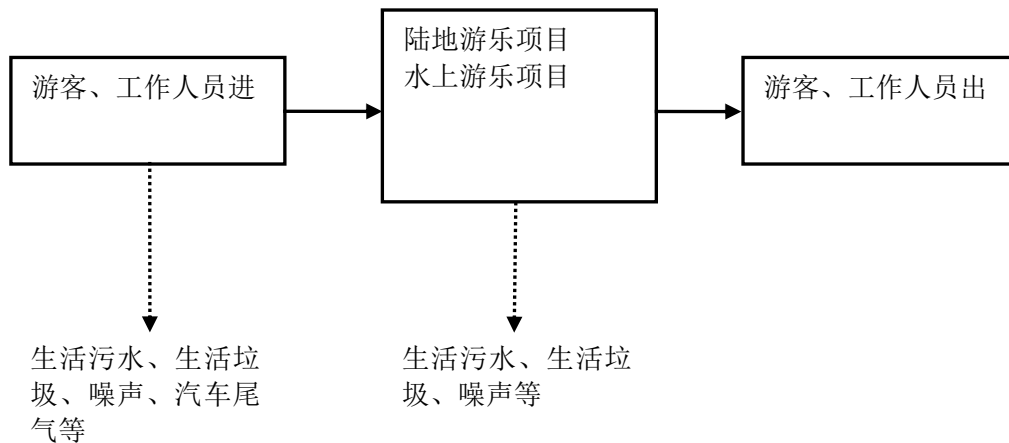 陆地游乐项目
水上游乐项目
游客、工作人员进
游客、工作人员出
生活污水、生活垃
圾、噪声、汽车尾
气等
生活污水、生活垃
圾、噪声等